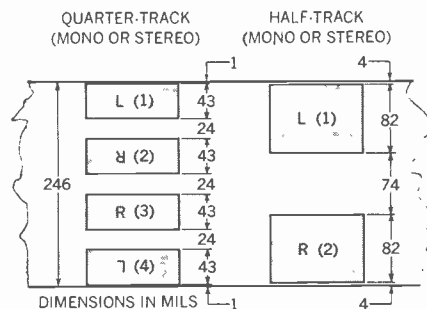 QUARTER-TRACK
(MONO OR STEREO)
HALF-TRACK
(MONO OR STEREO)
1
4
L (1)
43
L (1)
82
24
R (2)
43
246
24
74
R (3)
43
24
R (2)
82
L (4)
43
DIMENSIONS IN MILS
1
4